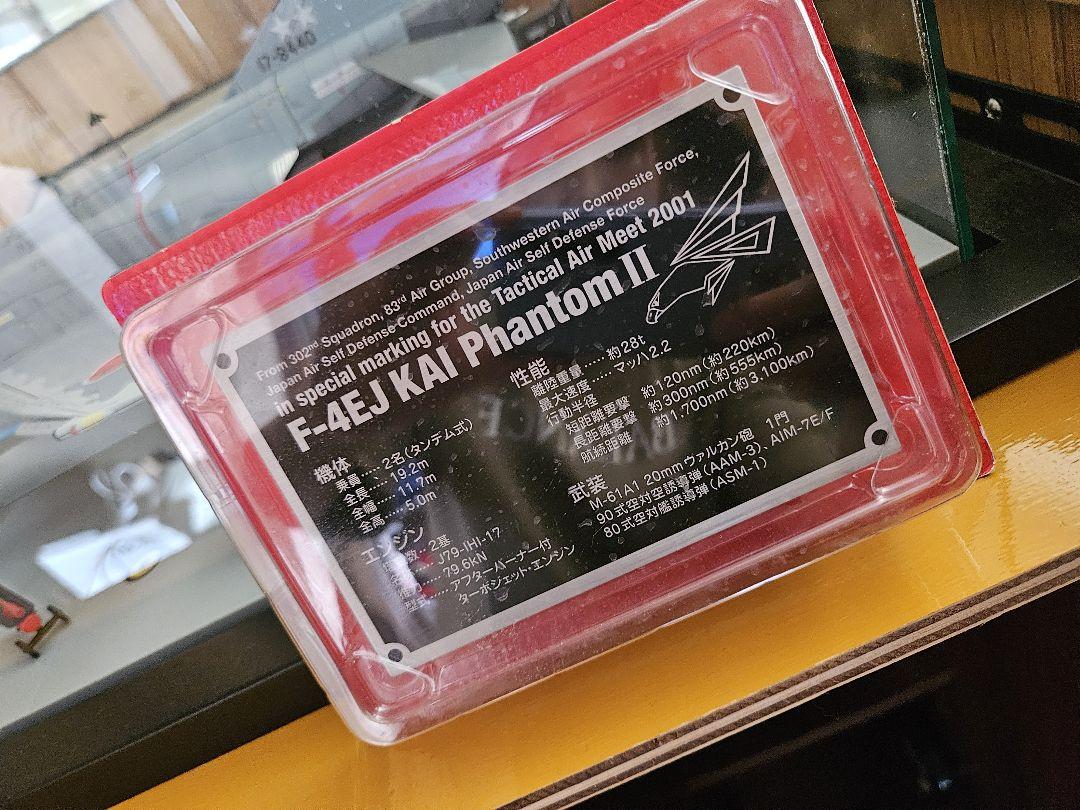 17-8440
From 302nd Squadron, 83rd Air Group, Southwestern Air Composite Force,
Japan Air Self Defense Command, Japan Air Self Defense Force
in special marking for the Tactical Air Meet 2001
F-4EJ KAI Phantom II
機体
乗員……2名(タンデム式)
全長……19.2m
全幅……11.7m
全高……5.0m
エンジン
数…2基
J79-IHI-17
79.6kN
型式……アフターバーナー付
ターボジェット・エンジン
性能
離陸重量……約28t
最大速度……マッハ2.2
行動半径
短距離要撃 約120nm(約220km)
長距離要撃 約300nm(約555km)
航続距離 約1,700nm(約3,100km)
武装
M-61A1 20mmヴァルカン砲 1門
90式空対空誘導弾(AAM-3)、AIM-7E/F
80式空対艦誘導弾(ASM-1)